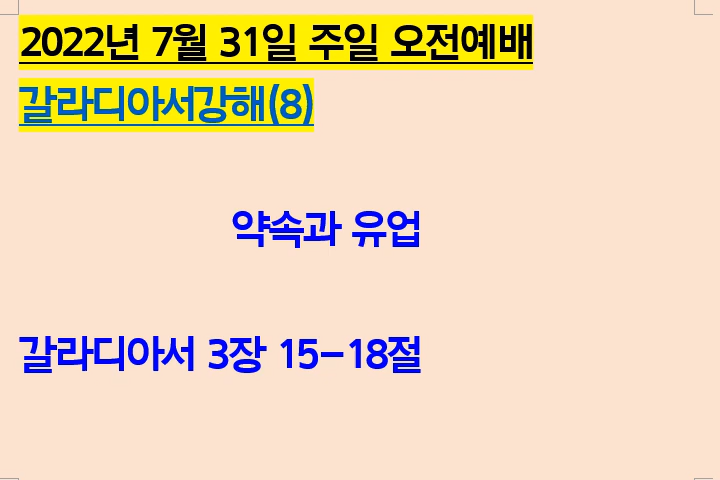 2022년 7월 31일 주일 오전예배
갈라디아서강해(8)
약속과 유업
갈라디아서 3장 15-18절